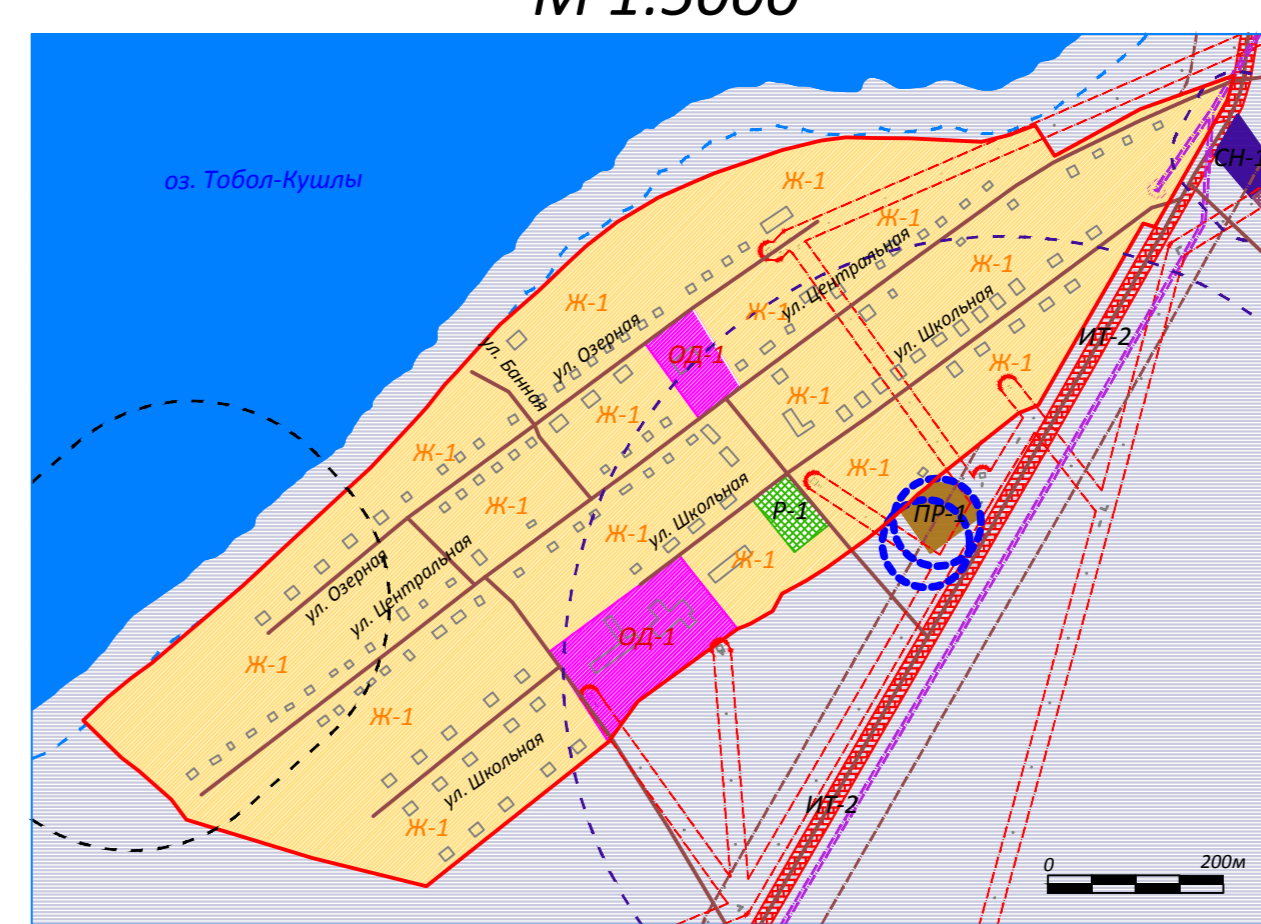 М 1:5000
СН-1
оз. Тобол-Кушлы
Ж-1
Ж-1
ул. Центральная
Ж-1
Ж-1
ул. Озерная
Ж-1
ул. Школьная
ИТ-2
ул. Банная
ОД-1
Ж-1
Ж-1
Ж-1
Ж-1
Ж-1
Ж-1
ул. Школьная
Р-1
ПР-1
Ж-1
ул. Озерная
ул. Центральная
Ж-1
ОД-1
Ж-1
Ж-1
ул. Школьная
ИТ-2
Ж-1
0
200м